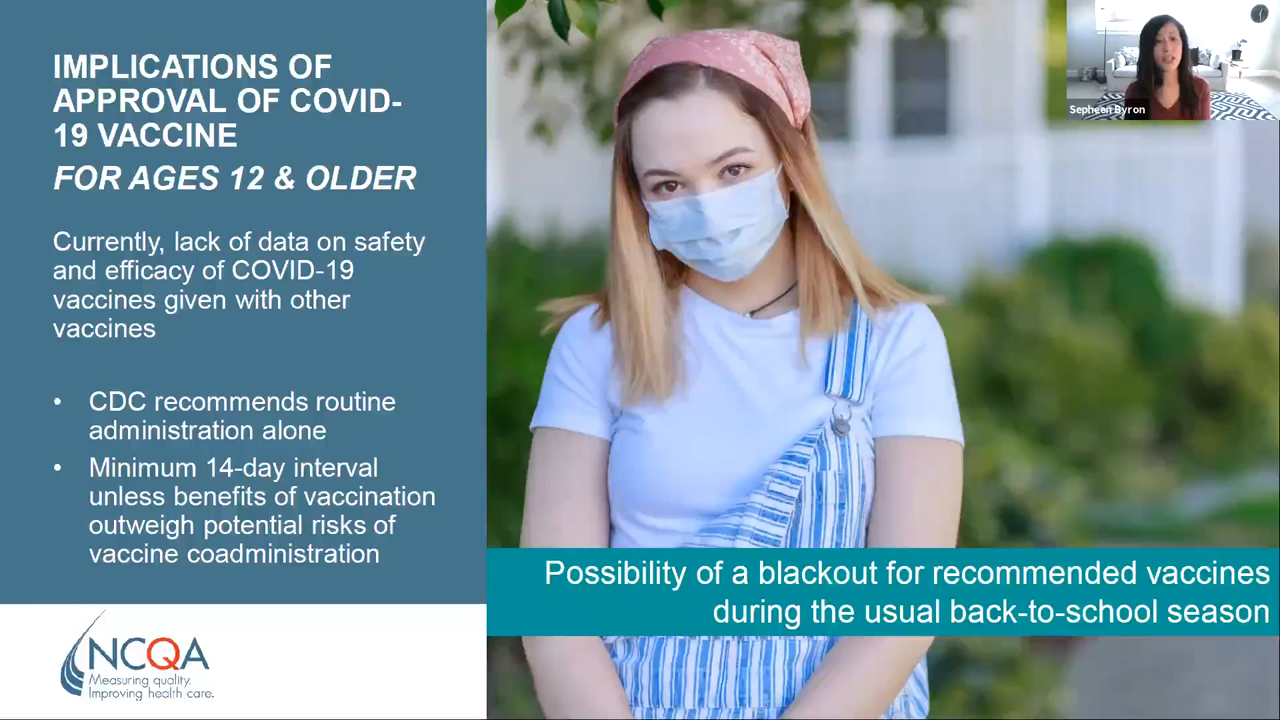 IMPLICATIONS OF
APPROVAL OF COVID-
19 VACCINE
FOR AGES 12 & OLDER
Currently, lack of data on safety
and efficacy of COVID-19
vaccines given with other
vaccines
• CDC recommends routine
administration alone
• Minimum 14-day interval
unless benefits of vaccination
outweigh potential risks of
vaccine coadministration
NCQA
Measuring quality.
Improving health care.
Sepheen Byron
Possibility of a blackout for recommended vaccines
during the usual back-to-school season